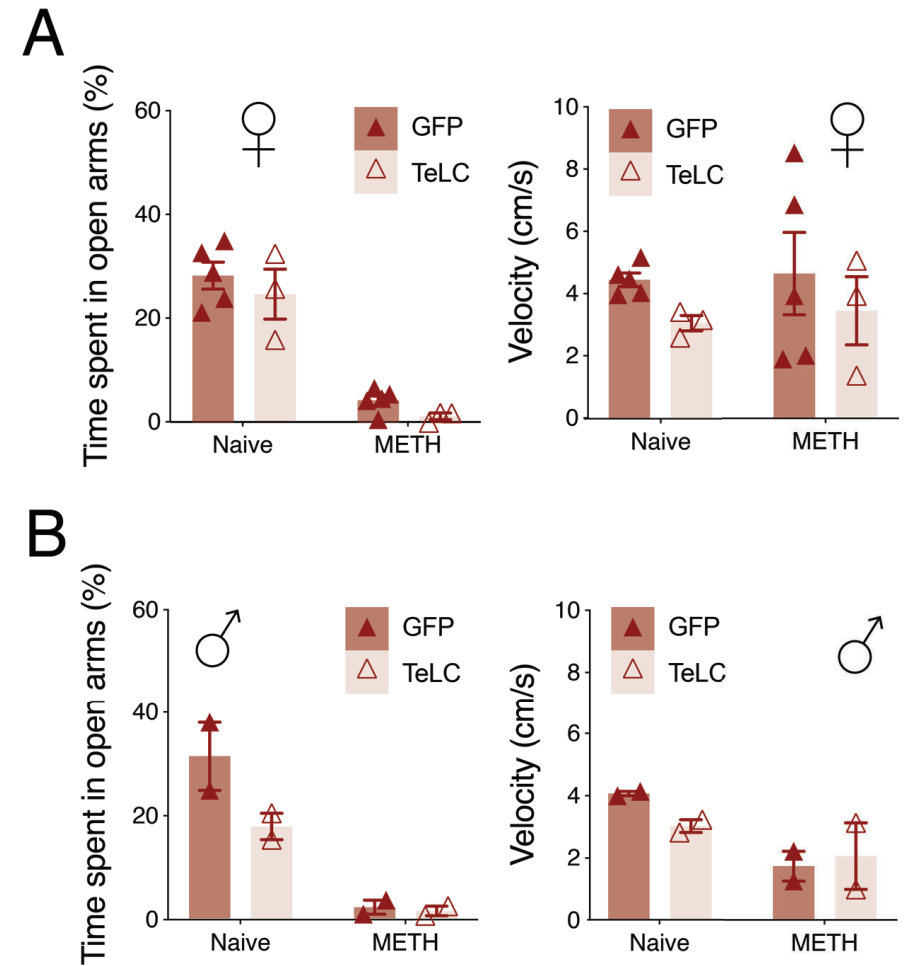 A
Time spent in open arms (%)
60
40
20
0
Naive
METH
GFP
TeLC
Velocity (cm/s)
10
8
6
4
2
0
Naive
METH
GFP
TeLC
B
Time spent in open arms (%)
60
40
20
0
Naive
METH
GFP
TeLC
Velocity (cm/s)
10
8
6
4
2
0
Naive
METH
GFP
TeLC